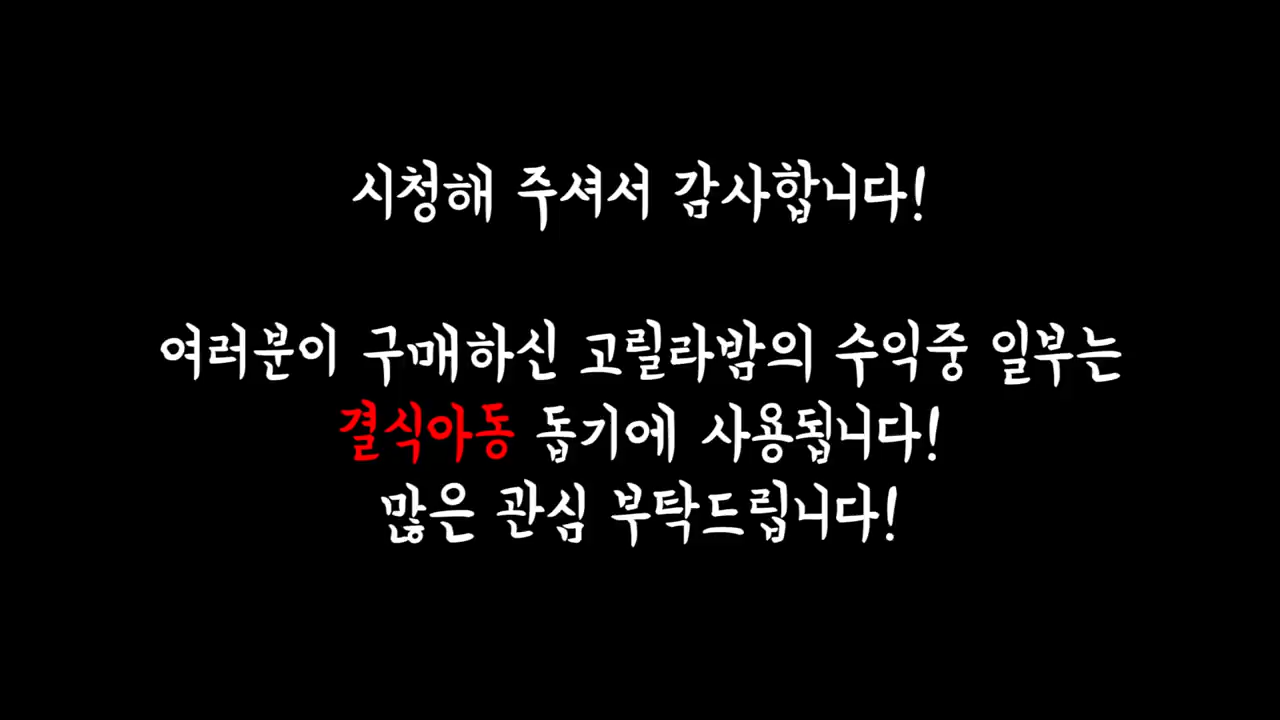 시청해 주셔서 감사합니다!
여러분이 구매하신 고릴라밤의 수익중 일부는
결식아동 돕기에 사용됩니다!
많은 관심 부탁드립니다!